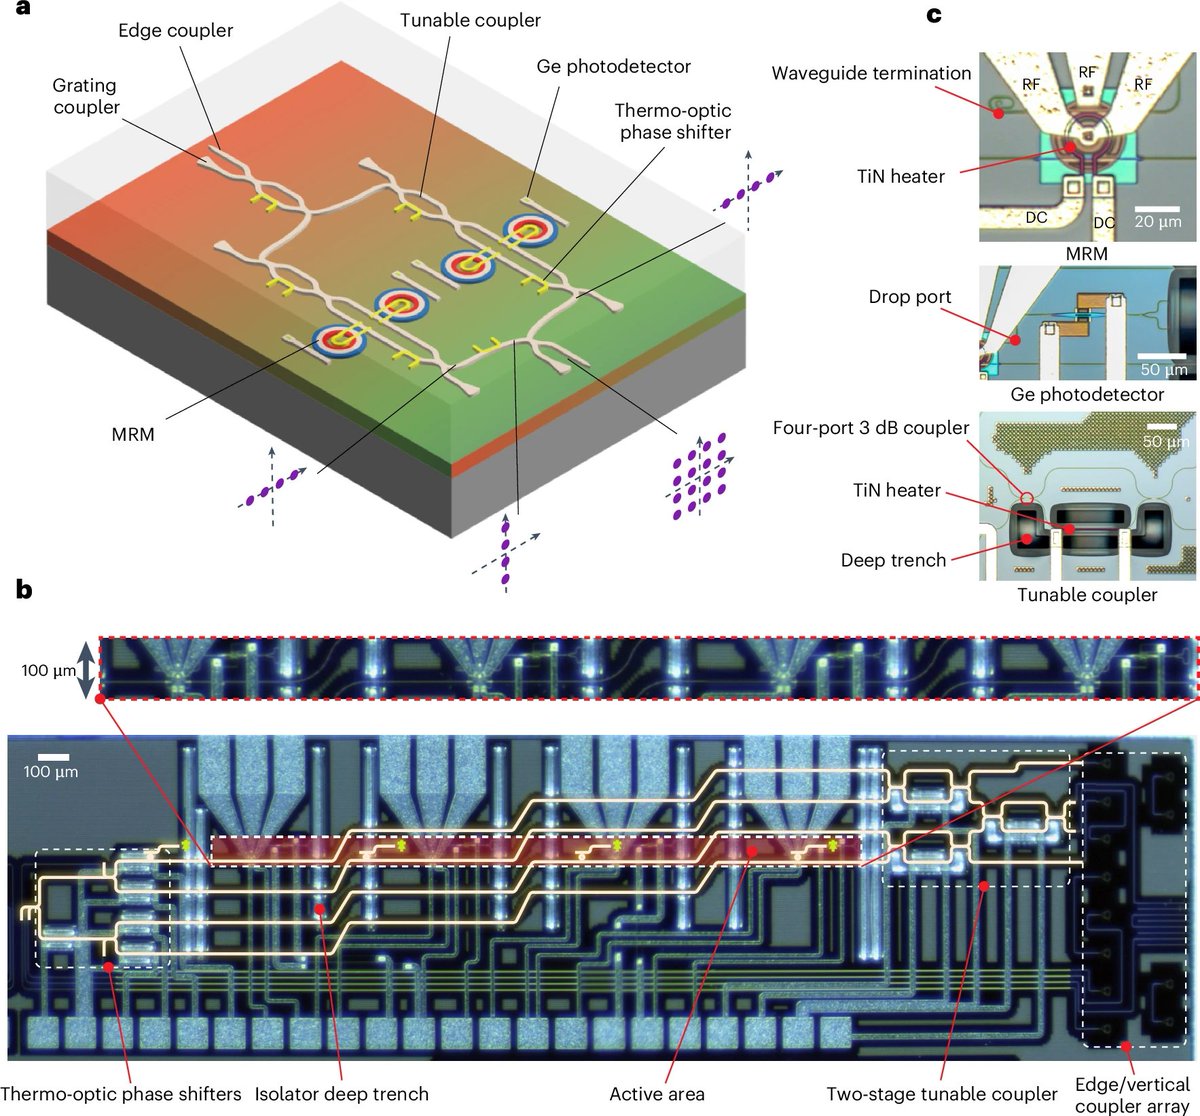 a
Edge coupler
Tunable coupler
Grating
coupler
Ge photodetector
Thermo-optic
phase shifter
MRM
c
Waveguide termination
RF
RF
RF
TiN heater
DC
DC
20 µm
MRM
Drop port
50 µm
Ge photodetector
Four-port 3 dB coupler
50 µm
TiN heater
Deep trench
Tunable coupler
b
100 µm
100 µm
Thermo-optic phase shifters
Isolator deep trench
Active area
Two-stage tunable coupler
Edge/vertical
coupler array